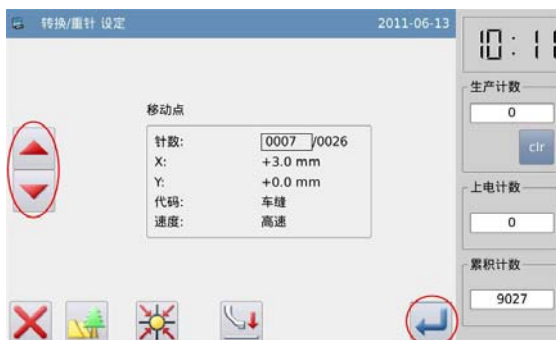 转换/重针 设定 2011-06-13
移动点
针数: 0007 /0026
X: +3.0 mm
Y: +0.0 mm
代码: 车缝
速度: 高速
10:11
生产计数
0
clr
上电计数
0
累积计数
9027